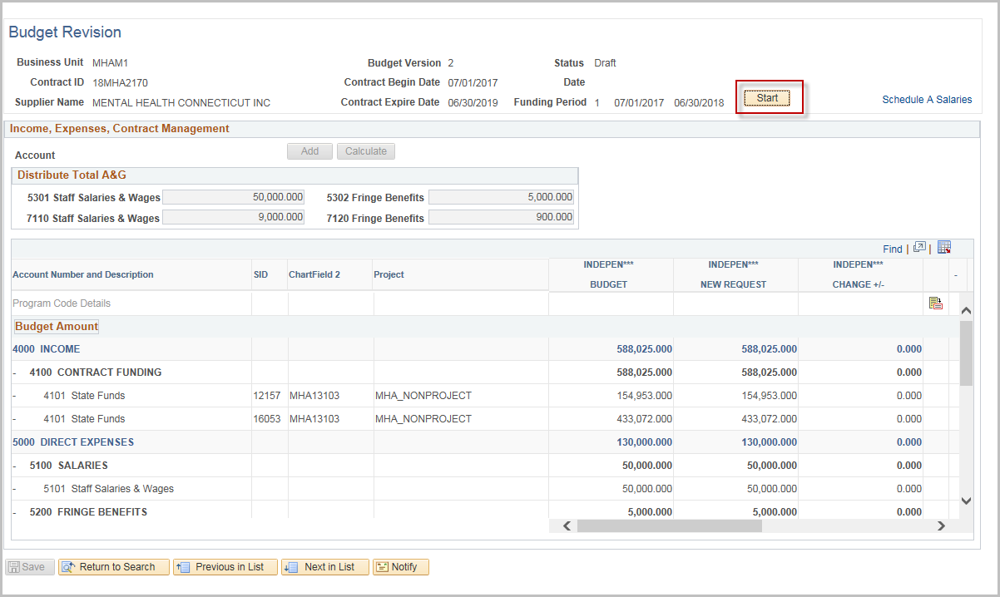 Budget Revision
Business Unit MHAM1 Budget Version 2 Status Draft
Contract ID 18MHA2170 Contract Begin Date 07/01/2017 Date
Supplier Name MENTAL HEALTH CONNECTICUT INC Contract Expire Date 06/30/2019 Funding Period 1 07/01/2017 06/30/2018 Start Schedule A Salaries
Income, Expenses, Contract Management
Account Add Calculate
Distribute Total A&G
5301 Staff Salaries & Wages 50,000.000 5302 Fringe Benefits 5,000.000
7110 Staff Salaries & Wages 9,000.000 7120 Fringe Benefits 900.000
Find | |
Account Number and Description SID ChartField 2 Project INDEPEN*** BUDGET INDEPEN*** NEW REQUEST INDEPEN*** CHANGE +/- -
Program Code Details
Budget Amount
4000 INCOME 588,025.000 588,025.000 0.000
- 4100 CONTRACT FUNDING 588,025.000 588,025.000 0.000
- 4101 State Funds 12157 MHA13103 MHA_NONPROJECT 154,953.000 154,953.000 0.000
- 4101 State Funds 16053 MHA13103 MHA_NONPROJECT 433,072.000 433,072.000 0.000
5000 DIRECT EXPENSES 130,000.000 130,000.000 0.000
- 5100 SALARIES 50,000.000 50,000.000 0.000
- 5101 Staff Salaries & Wages 50,000.000 50,000.000 0.000
- 5200 FRINGE BENEFITS 5,000.000 5,000.000 0.000
Save Return to Search Previous in List Next in List Notify